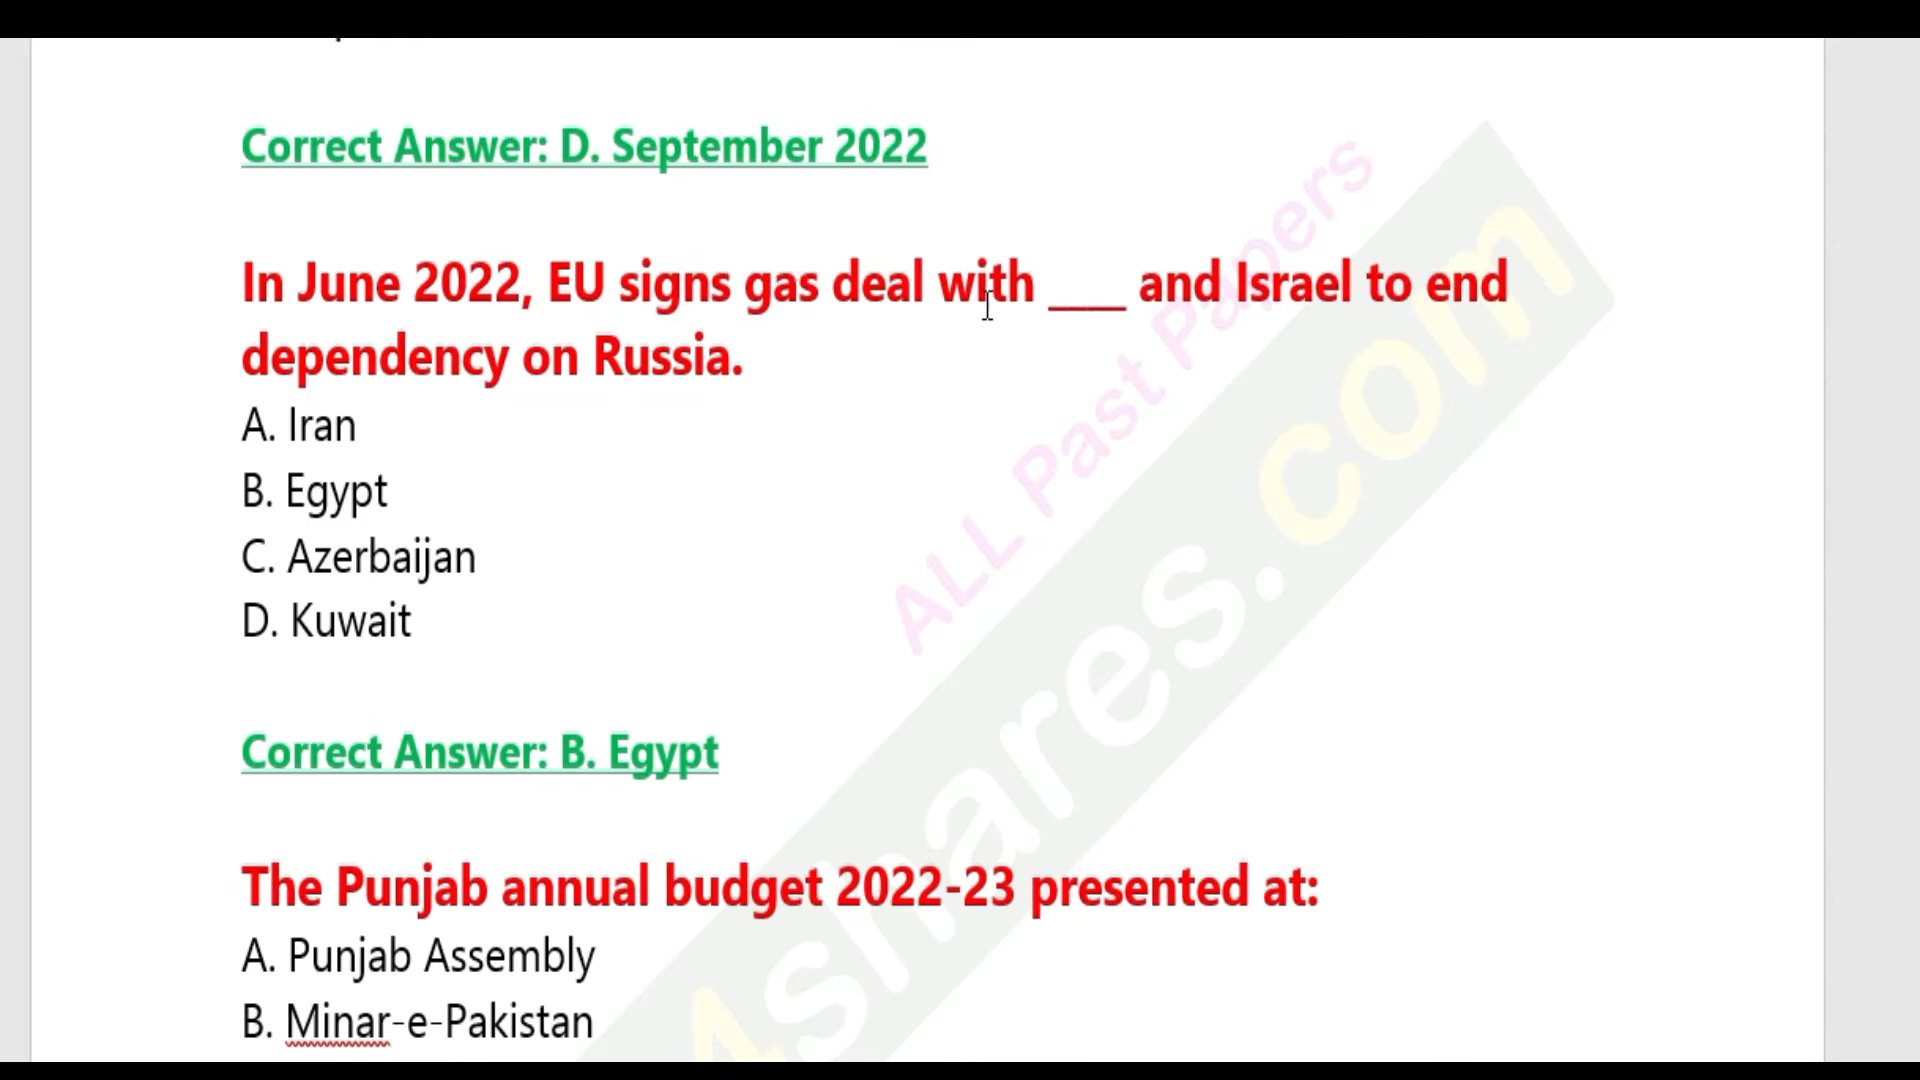 Correct Answer: D. September 2022
In June 2022, EU signs gas deal with ____ and Israel to end
dependency on Russia.
A. Iran
B. Egypt
C. Azerbaijan
D. Kuwait
Correct Answer: B. Egypt
The Punjab annual budget 2022-23 presented at:
A. Punjab Assembly
B. Minar-e-Pakistan
ALL Past Papers
4shares.com